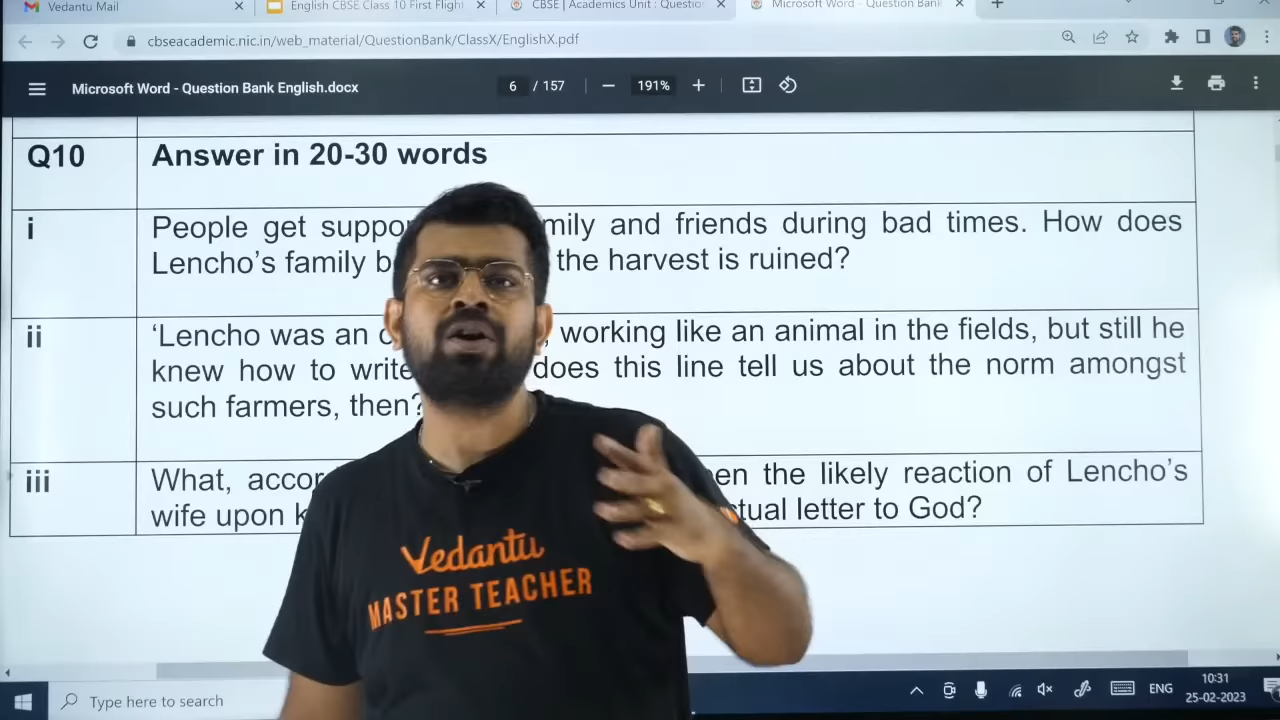 Vedantu Mail
English CBSE Class 10 First Flight
CBSE | Academics Unit : Questio
Microsoft Word - Question Bank
cbseacademic.nic.in/web_material/QuestionBank/ClassX/EnglishX.pdf
Microsoft Word - Question Bank English.docx
6 / 157
191%
Q10 Answer in 20-30 words
i People get suppo mily and friends during bad times. How does
Lencho's family b the harvest is ruined?
ii 'Lencho was an working like an animal in the fields, but still he
knew how to write does this line tell us about the norm amongst
such farmers, then?
iii What, accor en the likely reaction of Lencho's
wife upon k tual letter to God?
Vedantu
MASTER TEACHER
Type here to search
ENG
10:31
25-02-2023